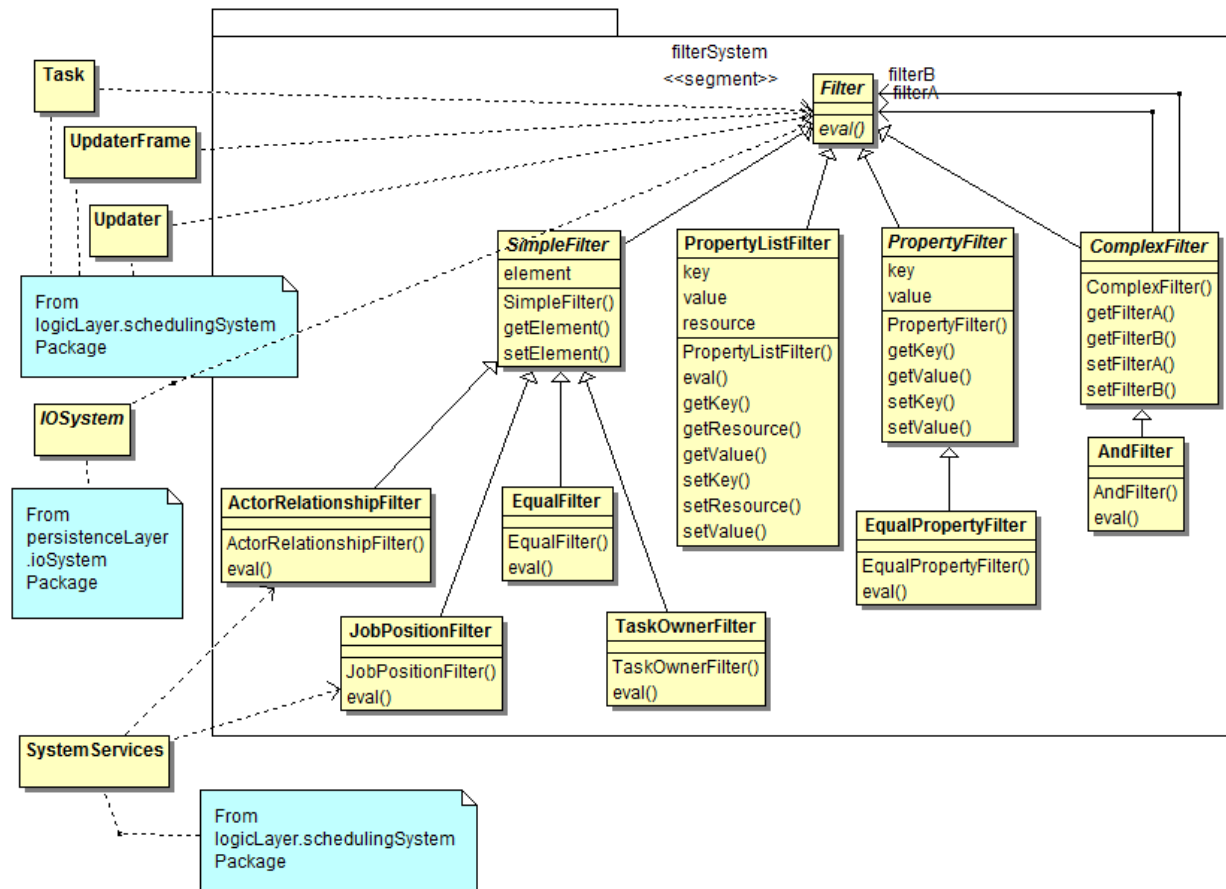 filterSystem
<<segment>>
Task
UpdaterFrame
Updater
From
logicLayer.schedulingSystem
Package
IOSystem
From
persistenceLayer
.ioSystem
Package
Filter
eval()
filterB
filterA
SimpleFilter
element
SimpleFilter()
getElement()
setElement()
PropertyListFilter
key
value
resource
PropertyListFilter()
eval()
getKey()
getResource()
getValue()
setKey()
setResource()
setValue()
PropertyFilter
key
value
PropertyFilter()
getKey()
getValue()
setKey()
setValue()
ComplexFilter
ComplexFilter()
getFilterA()
getFilterB()
setFilterA()
setFilterB()
AndFilter
AndFilter()
eval()
ActorRelationshipFilter
ActorRelationshipFilter()
eval()
EqualFilter
EqualFilter()
eval()
EqualPropertyFilter
EqualPropertyFilter()
eval()
JobPositionFilter
JobPositionFilter()
eval()
TaskOwnerFilter
TaskOwnerFilter()
eval()
SystemServices
From
logicLayer.schedulingSystem
Package